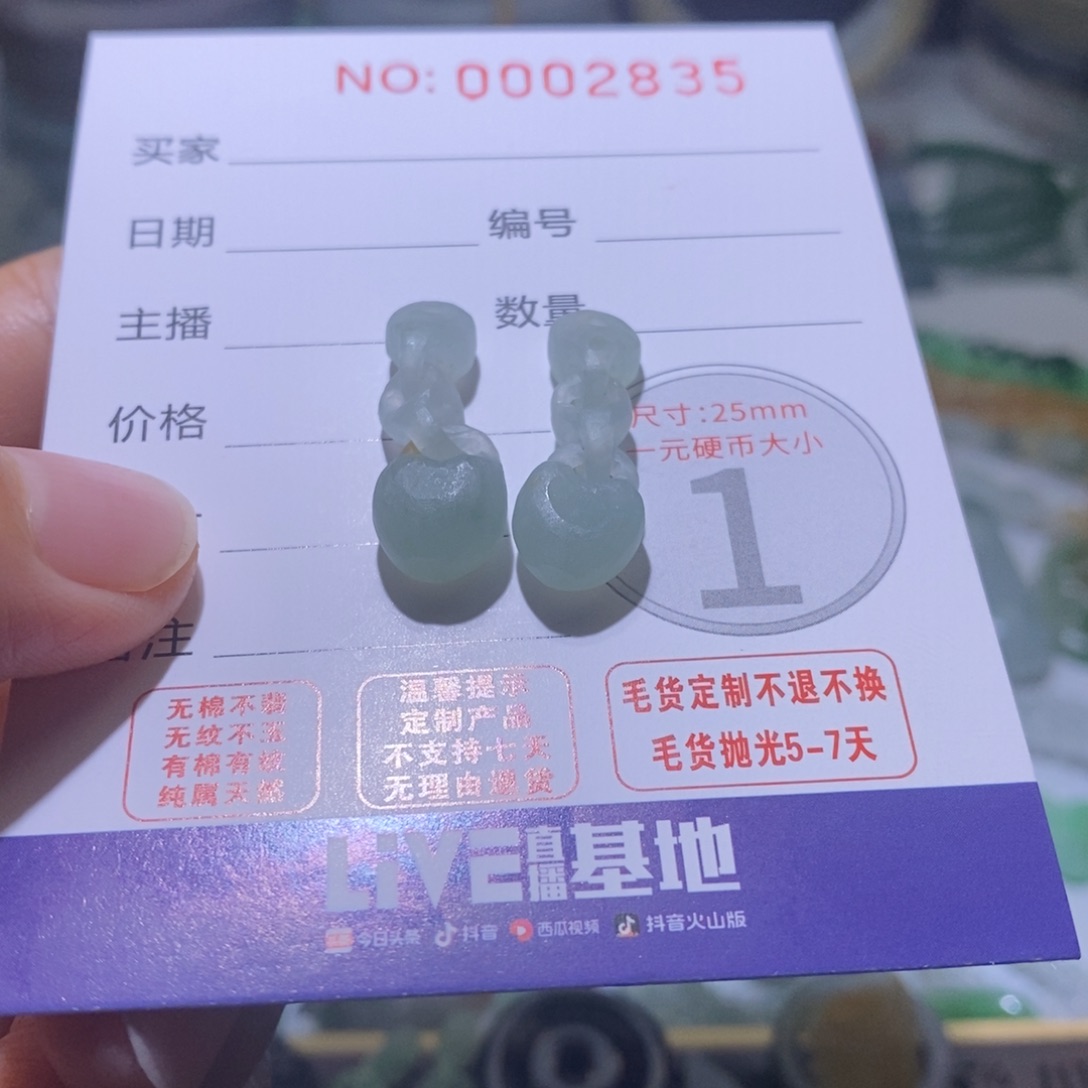 NO: 0002835
买家
日期 编号
主播 数量
价格
尺寸:25mm
一元硬币大小
1
注
无棉不翡
无纹不玉
有棉有纹
纯属天然
温馨提示
定制产品
不支持七天
无理由退货
毛货定制不退不换
毛货抛光5-7天
LiVE直播基地
今日头条 抖音 西瓜视频 抖音火山版